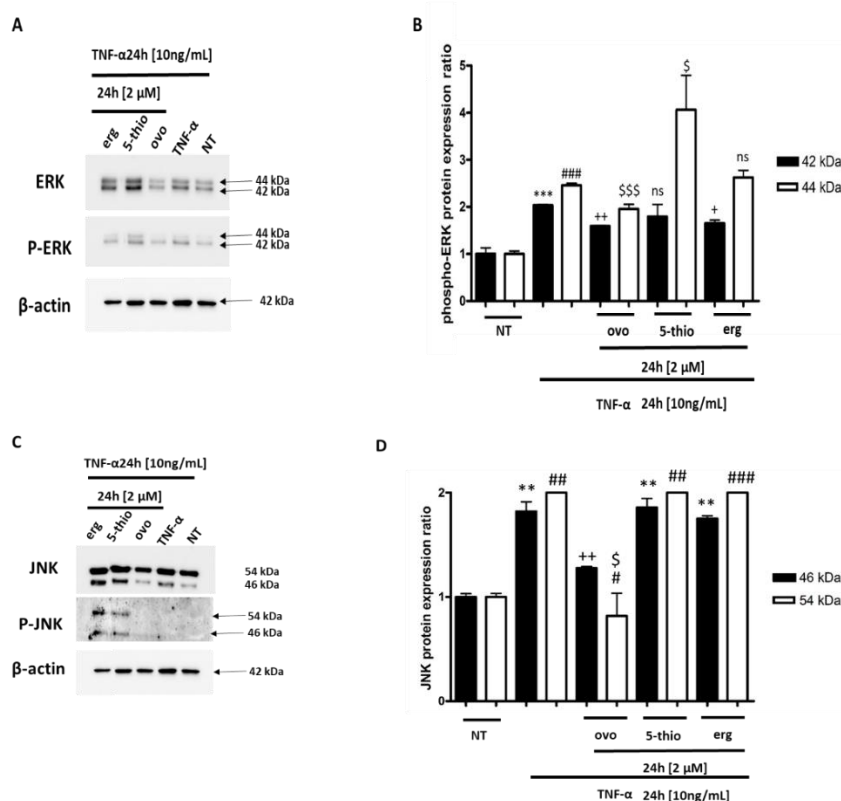 A
TNF-α24h [10ng/mL]
24h [2 μM]
erg 5-thio ovo TNF-α NT
ERK
44 kDa
42 kDa
P-ERK
44 kDa
42 kDa
β-actin
42 kDa
B
phospho-ERK protein expression ratio
5
4
3
2
1
0
*** ### ++ $$$ ns $ + ns
42 kDa
44 kDa
NT ovo 5-thio erg
24h [2 μM]
TNF-α 24h [10ng/mL]
C
TNF-α24h [10ng/mL]
24h [2 μM]
erg 5-thio ovo TNF-α NT
JNK
54 kDa
46 kDa
P-JNK
54 kDa
46 kDa
β-actin
42 kDa
D
JNK protein expression ratio
2
1
0
** ## ++ $ # ** ## ** ###
46 kDa
54 kDa
NT ovo 5-thio erg
24h [2 μM]
TNF-α 24h [10ng/mL]